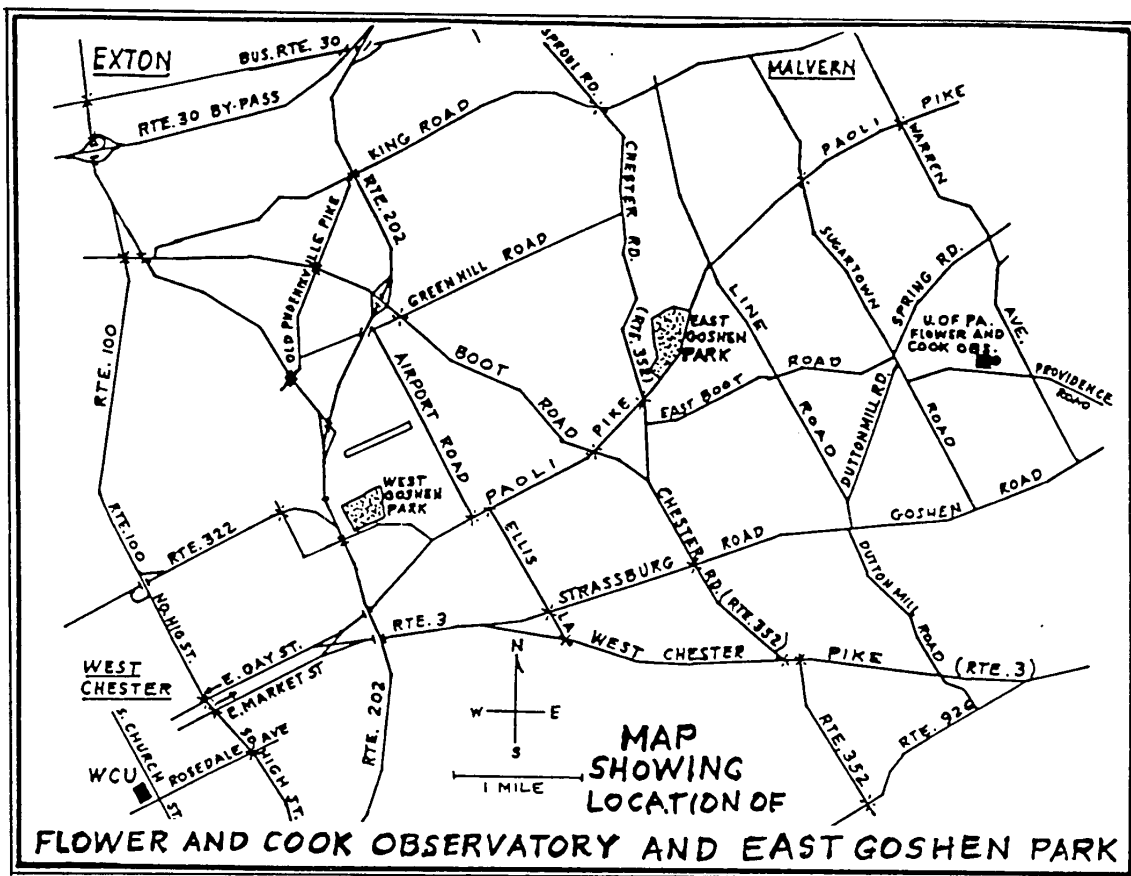 EXTON
BUS. RTE. 30
RTE. 30 BY-PASS
KING ROAD
SPROUL RD.
MALVERN
PAOLI PIKE
WARREN AVE.
CHESTER RD. (RTE. 352)
RTE. 202
OLD PHOENIXVILLE PIKE
GREEN HILL ROAD
LINE ROAD
SUGARTOWN ROAD
SPRING RD.
U. OF PA.
FLOWER AND
COOK OBS.
EAST
GOSHEN
PARK
RTE. 100
BOOT ROAD
EAST BOOT ROAD
PROVIDENCE
ROAD
AIRPORT ROAD
DUTTON MILL RD.
WEST
GOSHEN
PARK
PAOLI PIKE
GOSHEN ROAD
RTE. 100
RTE. 322
ELLIS LA.
STRASSBURG ROAD
CHESTER RD. (RTE. 352)
DUTTON MILL ROAD
NO. HIG ST.
RTE. 3
WEST CHESTER PIKE (RTE. 3)
WEST
CHESTER
E. GAY ST.
E. MARKET ST
N
W E
S
RTE. 202
S. CHURCH ST.
ROSEDALE AVE
SO. HIGH ST.
WCU
1 MILE
RTE. 352
RTE. 926
MAP
SHOWING
LOCATION OF
FLOWER AND COOK OBSERVATORY AND EAST GOSHEN PARK